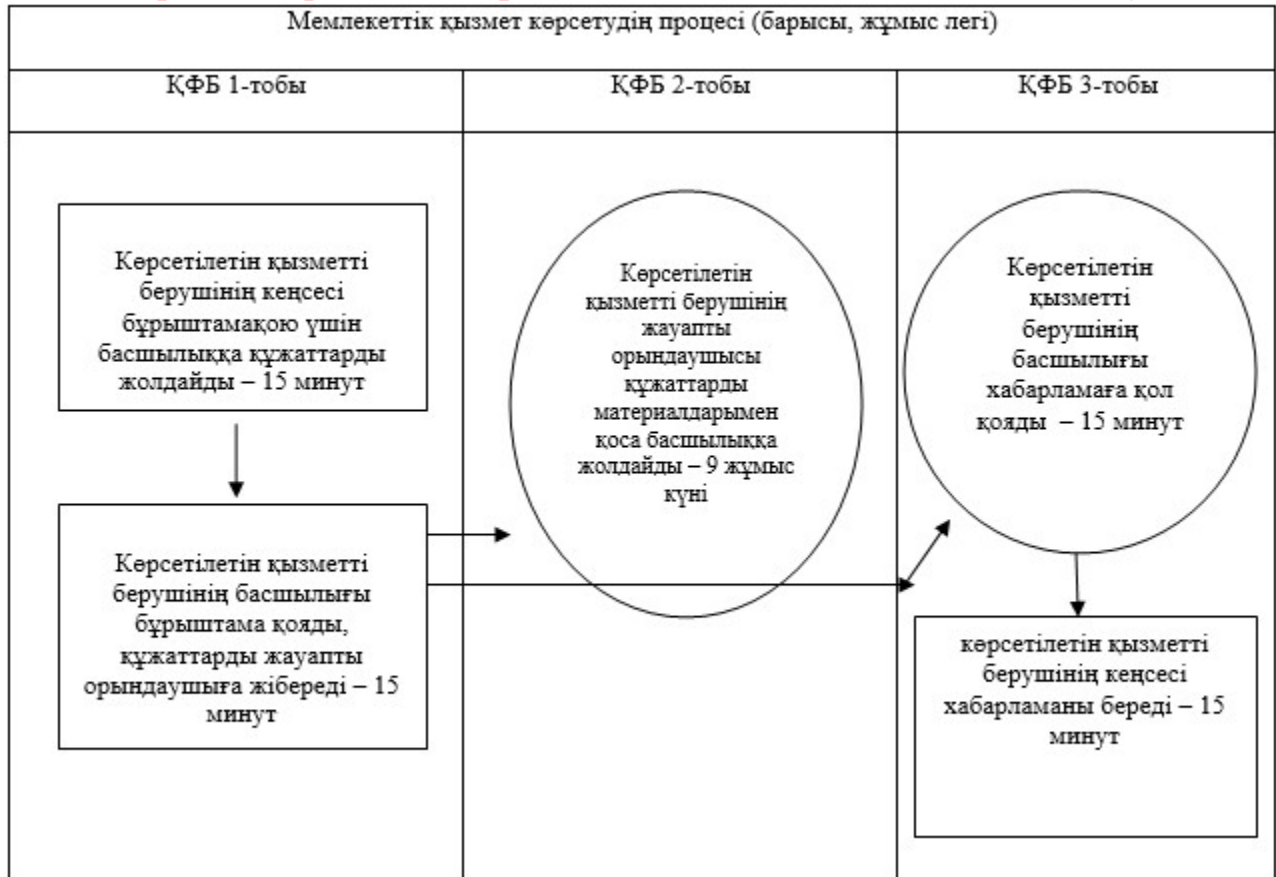 Мемлекеттік қызмет көрсетудің процесі (барысы, жұмыс легі)
ҚФБ 1-тобы
ҚФБ 2-тобы
ҚФБ 3-тобы
Көрсетілетін қызметті
берушінің кеңсесі
бұрыштамақою үшін
басшылыққа құжаттарды
жолдайды – 15 минут
Көрсетілетін қызметті
берушінің басшылығы
бұрыштама қояды,
құжаттарды жауапты
орындаушыға жібереді – 15
минут
Көрсетілетін
қызметті берушінің
жауапты
орындаушысы
құжаттарды
материалдарымен
қоса басшылыққа
жолдайды – 9 жұмыс
күні
Көрсетілетін
қызметті
берушінің
басшылығы
хабарламаға қол
қояды – 15 минут
көрсетілетін қызметті
берушінің кеңсесі
хабарламаны береді – 15
минут